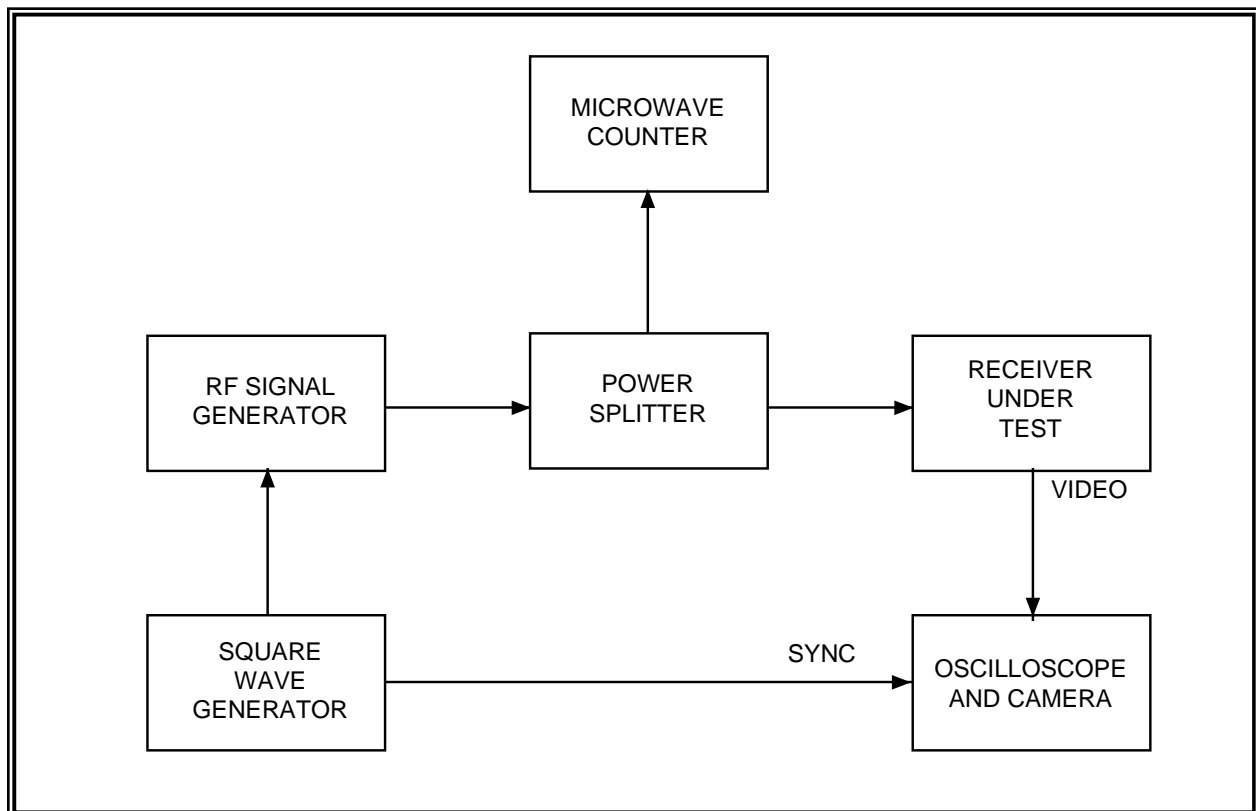 MICROWAVE
COUNTER
RF SIGNAL
GENERATOR
POWER
SPLITTER
RECEIVER
UNDER
TEST
VIDEO
SQUARE
WAVE
GENERATOR
SYNC
OSCILLOSCOPE
AND CAMERA